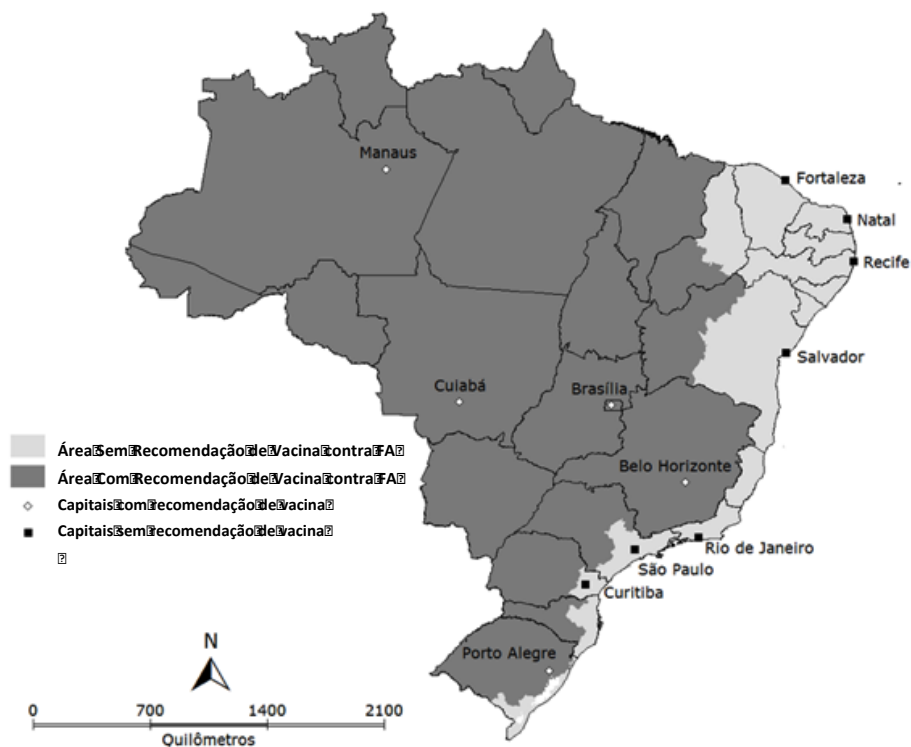 Manaus
Fortaleza
Natal
Recife
Salvador
Cuiabá
Brasília
Belo Horizonte
Rio de Janeiro
São Paulo
Curitiba
Porto Alegre
Área Sem Recomendação de Vacina contra FA
Área Com Recomendação de Vacina contra FA
Capitais com recomendação de vacina
Capitais sem recomendação de vacina
N
0 700 1400 2100
Quilômetros